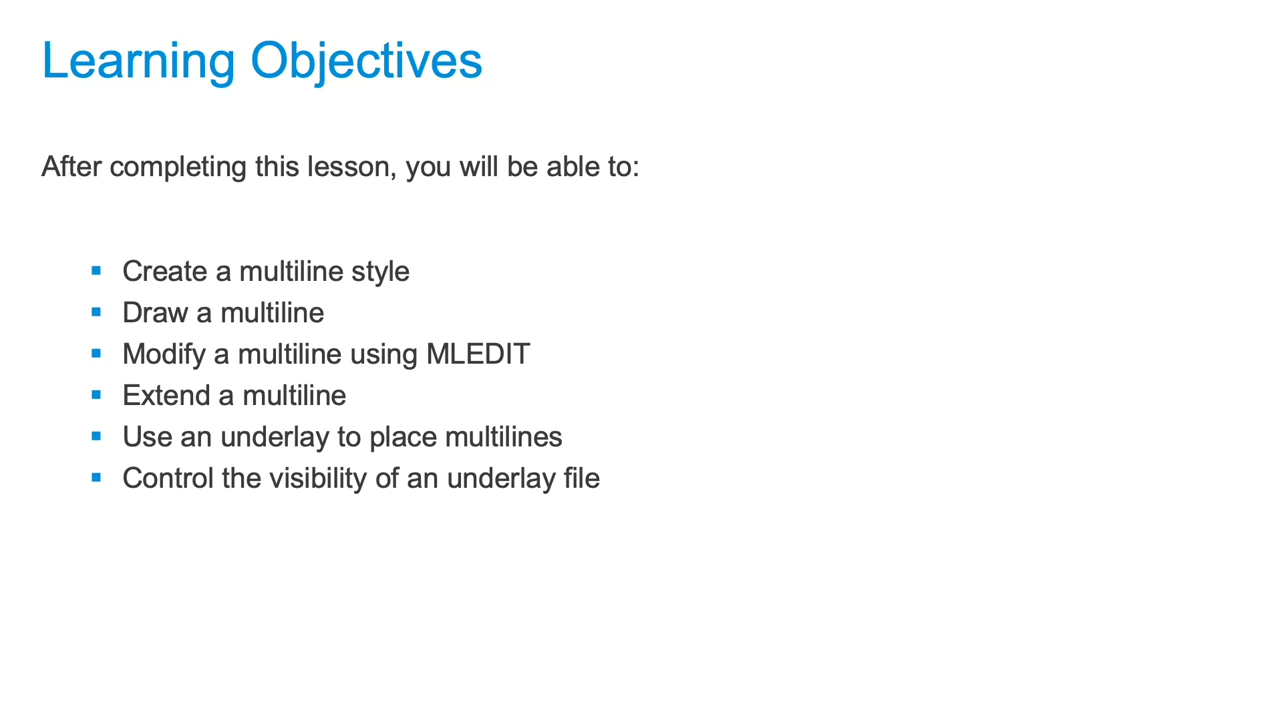 Learning Objectives
After completing this lesson, you will be able to:
▪ Create a multiline style
▪ Draw a multiline
▪ Modify a multiline using MLEDIT
▪ Extend a multiline
▪ Use an underlay to place multilines
▪ Control the visibility of an underlay file